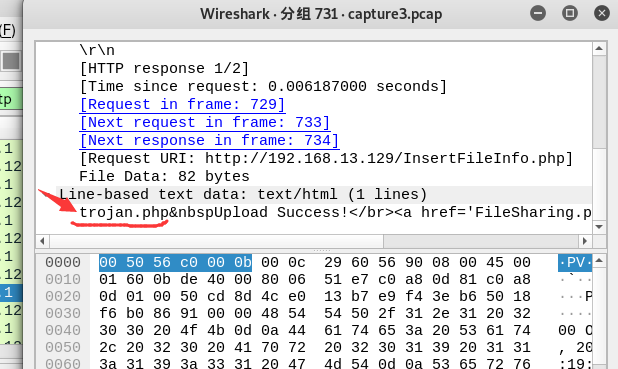 Wireshark · 分组 731 · capture3.pcap
(F)
\r\n
[HTTP response 1/2]
[Time since request: 0.006187000 seconds]
[Request in frame: 729]
[Next request in frame: 733]
[Next response in frame: 734]
[Request URI: http://192.168.13.129/InsertFileInfo.php]
File Data: 82 bytes
Line-based text data: text/html (1 lines)
trojan.php&nbspUpload Success!</br><a href='FileSharing.p
tp
.1
.12
.1
.12
.1
.12
.1
.12
.1
.12
.1
.12
0000 00 50 56 c0 00 0b 00 0c 29 60 56 90 08 00 45 00 ·PV·
0010 01 60 0b de 40 00 80 06 51 e7 c0 a8 0d 81 c0 a8 ·`··
0020 0d 01 00 50 cd 8d 4c e0 13 b7 e9 f4 3e b6 50 18 ···P
0030 f6 b0 86 91 00 00 48 54 54 50 2f 31 2e 31 20 32
0040 30 30 20 4f 4b 0d 0a 44 61 74 65 3a 20 53 61 74 00 O
0050 2c 20 32 30 20 41 70 72 20 32 30 31 39 20 31 31 , 20
0060 3a 31 39 3a 33 31 20 47 4d 54 0d 0a 53 65 72 76 :19: